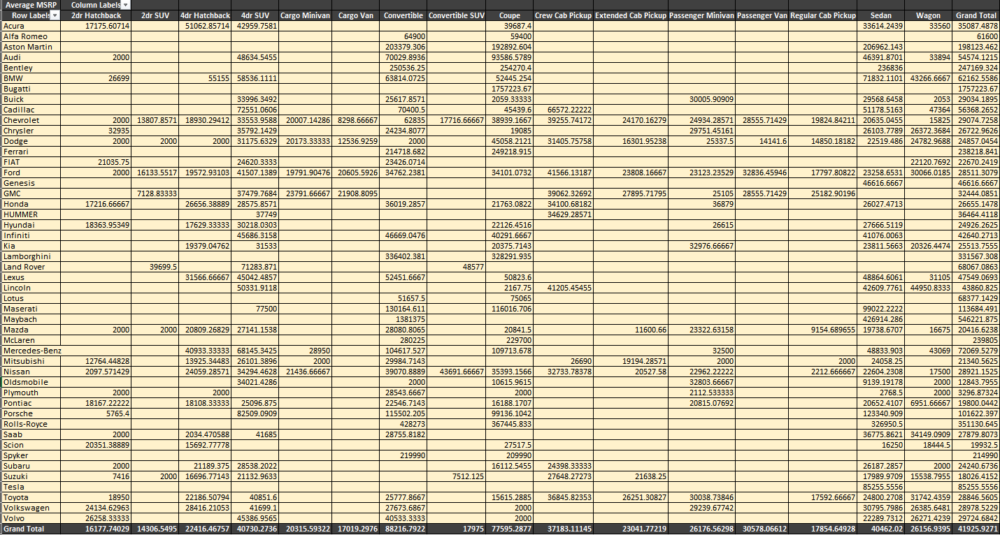 Average MSRP Column Labels
Row Labels 2dr Hatchback 2dr SUV 4dr Hatchback 4dr SUV Cargo Minivan Cargo Van Convertible Convertible SUV Coupe Crew Cab Pickup Extended Cab Pickup Passenger Minivan Passenger Van Regular Cab Pickup Sedan Wagon Grand Total
Acura 17175.60714 51062.85714 42959.7581 39687.4 33614.2439 33560 35087.4878
Alfa Romeo 64900 59400 61600
Aston Martin 203379.306 192892.604 206962.143 198123.462
Audi 2000 48634.5455 70029.8936 93586.5789 46391.8701 33894 54574.1215
Bentley 250536.25 254270.4 236836 247169.324
BMW 26699 55155 58536.1111 63814.0725 52445.254 71832.1101 43266.6667 62162.5586
Bugatti 1757223.67 1757223.67
Buick 33996.3492 25617.8571 2059.33333 30005.90909 29568.6458 2053 29034.1895
Cadillac 72551.0606 70400.5 45439.6 66572.22222 51178.5163 47364 56368.2652
Chevrolet 2000 13807.8571 18930.29412 33553.9588 20007.14286 8298.66667 62835 17716.66667 38939.1667 39255.74172 24170.16279 24934.28571 28555.71429 19824.84211 20635.0455 15825 29074.7258
Chrysler 32935 35792.1429 24234.8077 19085 29751.45161 26103.7789 26372.3684 26722.9626
Dodge 2000 2000 2000 31175.6329 20173.33333 12536.9259 2000 45058.2121 31405.75758 16301.95238 25337.5 14141.6 14850.18182 22519.486 24782.9688 24857.0454
Ferrari 214718.682 249218.915 238218.841
FIAT 21035.75 24620.3333 23426.0714 22120.7692 22670.2419
Ford 2000 16133.5517 19572.93103 41507.1389 19791.90476 20605.5926 34762.2381 34101.0732 41566.13187 23808.16667 23123.23529 32836.45946 17797.80822 23258.6531 30066.0185 28511.3079
Genesis 46616.6667 46616.6667
GMC 7128.83333 37479.7684 23791.66667 21908.8095 39062.32692 27895.71795 25105 28555.71429 25182.90196 32444.0851
Honda 17216.66667 26656.38889 28575.8571 36019.2857 21763.0822 34100.68182 36879 26027.4713 26655.1478
HUMMER 37749 34629.28571 36464.4118
Hyundai 18363.95349 17629.33333 30218.0303 22126.4516 26615 27666.5119 24926.2625
Infiniti 45686.3158 46669.0476 40291.6667 41076.0063 42640.2713
Kia 19379.04762 31533 20375.7143 32976.66667 23811.5663 20326.4474 25513.7555
Lamborghini 336402.381 328291.935 331567.308
Land Rover 39699.5 71283.871 48577 68067.0863
Lexus 31566.66667 45042.4857 52451.6667 50823.6 48864.6061 31105 47549.0693
Lincoln 50331.9118 2167.75 41205.45455 42609.7761 44950.8333 43860.825
Lotus 51657.5 75065 68377.1429
Maserati 77500 130164.611 116016.706 99022.2222 113684.491
Maybach 1381375 426914.286 546221.875
Mazda 2000 2000 20809.26829 27141.1538 28080.8065 20841.5 11600.66 23322.63158 9154.689655 19738.6707 16675 20416.6238
McLaren 280225 229700 239805
Mercedes-Benz 40933.33333 68145.3425 28950 104617.527 109713.678 32500 48833.903 43069 72069.5279
Mitsubishi 12764.44828 13925.34483 26101.3896 2000 29984.7143 26690 19194.28571 2000 2000 24058.25 21340.5625
Nissan 2097.571429 24059.28571 34294.4628 21436.66667 39070.8889 43691.66667 35393.1566 32733.78378 20527.58 22962.22222 2212.666667 22604.2308 17500 28921.1525
Oldsmobile 34021.4286 2000 10615.9615 32803.66667 9139.19178 2000 12843.7955
Plymouth 2000 2000 28543.6667 2000 2112.533333 2768.5 2000 3296.87324
Pontiac 18167.22222 18108.33333 25096.875 22546.7143 16188.1707 20815.07692 20652.4107 6951.66667 19800.0442
Porsche 5765.4 82509.0909 115502.205 99136.1042 123340.909 101622.397
Rolls-Royce 428273 367445.833 326950.5 351130.645
Saab 2000 2034.470588 41685 28755.8182 36775.8621 34149.0909 27879.8073
Scion 20351.38889 15692.77778 27517.5 16250 18444.5 19932.5
Spyker 219990 209990 214990
Subaru 2000 21189.375 28538.2022 16112.5455 24398.33333 26187.2857 2000 24240.6736
Suzuki 7416 2000 16696.77143 21132.9633 7512.125 27648.27273 21638.25 17989.9709 15538.7955 18026.4152
Tesla 85255.5556 85255.5556
Toyota 18950 22186.50794 40851.6 25777.8667 15615.2885 36845.82353 26251.30827 30038.73846 17592.66667 24800.2708 31742.4359 28846.5605
Volkswagen 24134.62963 28416.21053 41699.1 27673.6867 2000 29239.67742 30795.7986 26385.6481 28978.5229
Volvo 26258.33333 45386.9565 40533.3333 2000 22289.7312 26271.4239 29724.6842
Grand Total 16177.74029 14306.5495 22416.46757 40730.2736 20315.59322 17019.2976 88216.7922 17975 77595.2877 37183.11145 23041.77219 26176.56298 30578.06612 17854.64928 40462.02 26156.9395 41925.9271